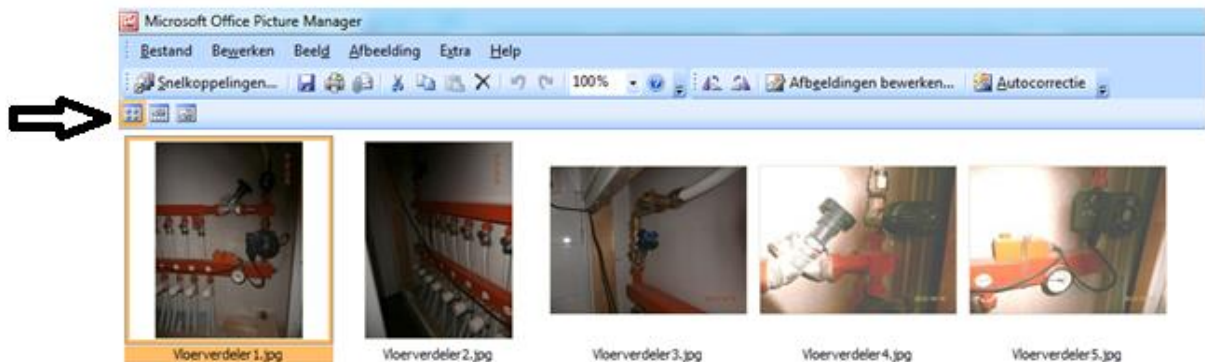 Microsoft Office Picture Manager
Bestand Bewerken Beeld Afbeelding Extra Help
Snelkoppelingen... 100% Afbeeldingen bewerken... Autocorrectie
Vloerverdeler1.jpg Vloerverdeler2.jpg Vloerverdeler3.jpg Vloerverdeler4.jpg Vloerverdeler5.jpg